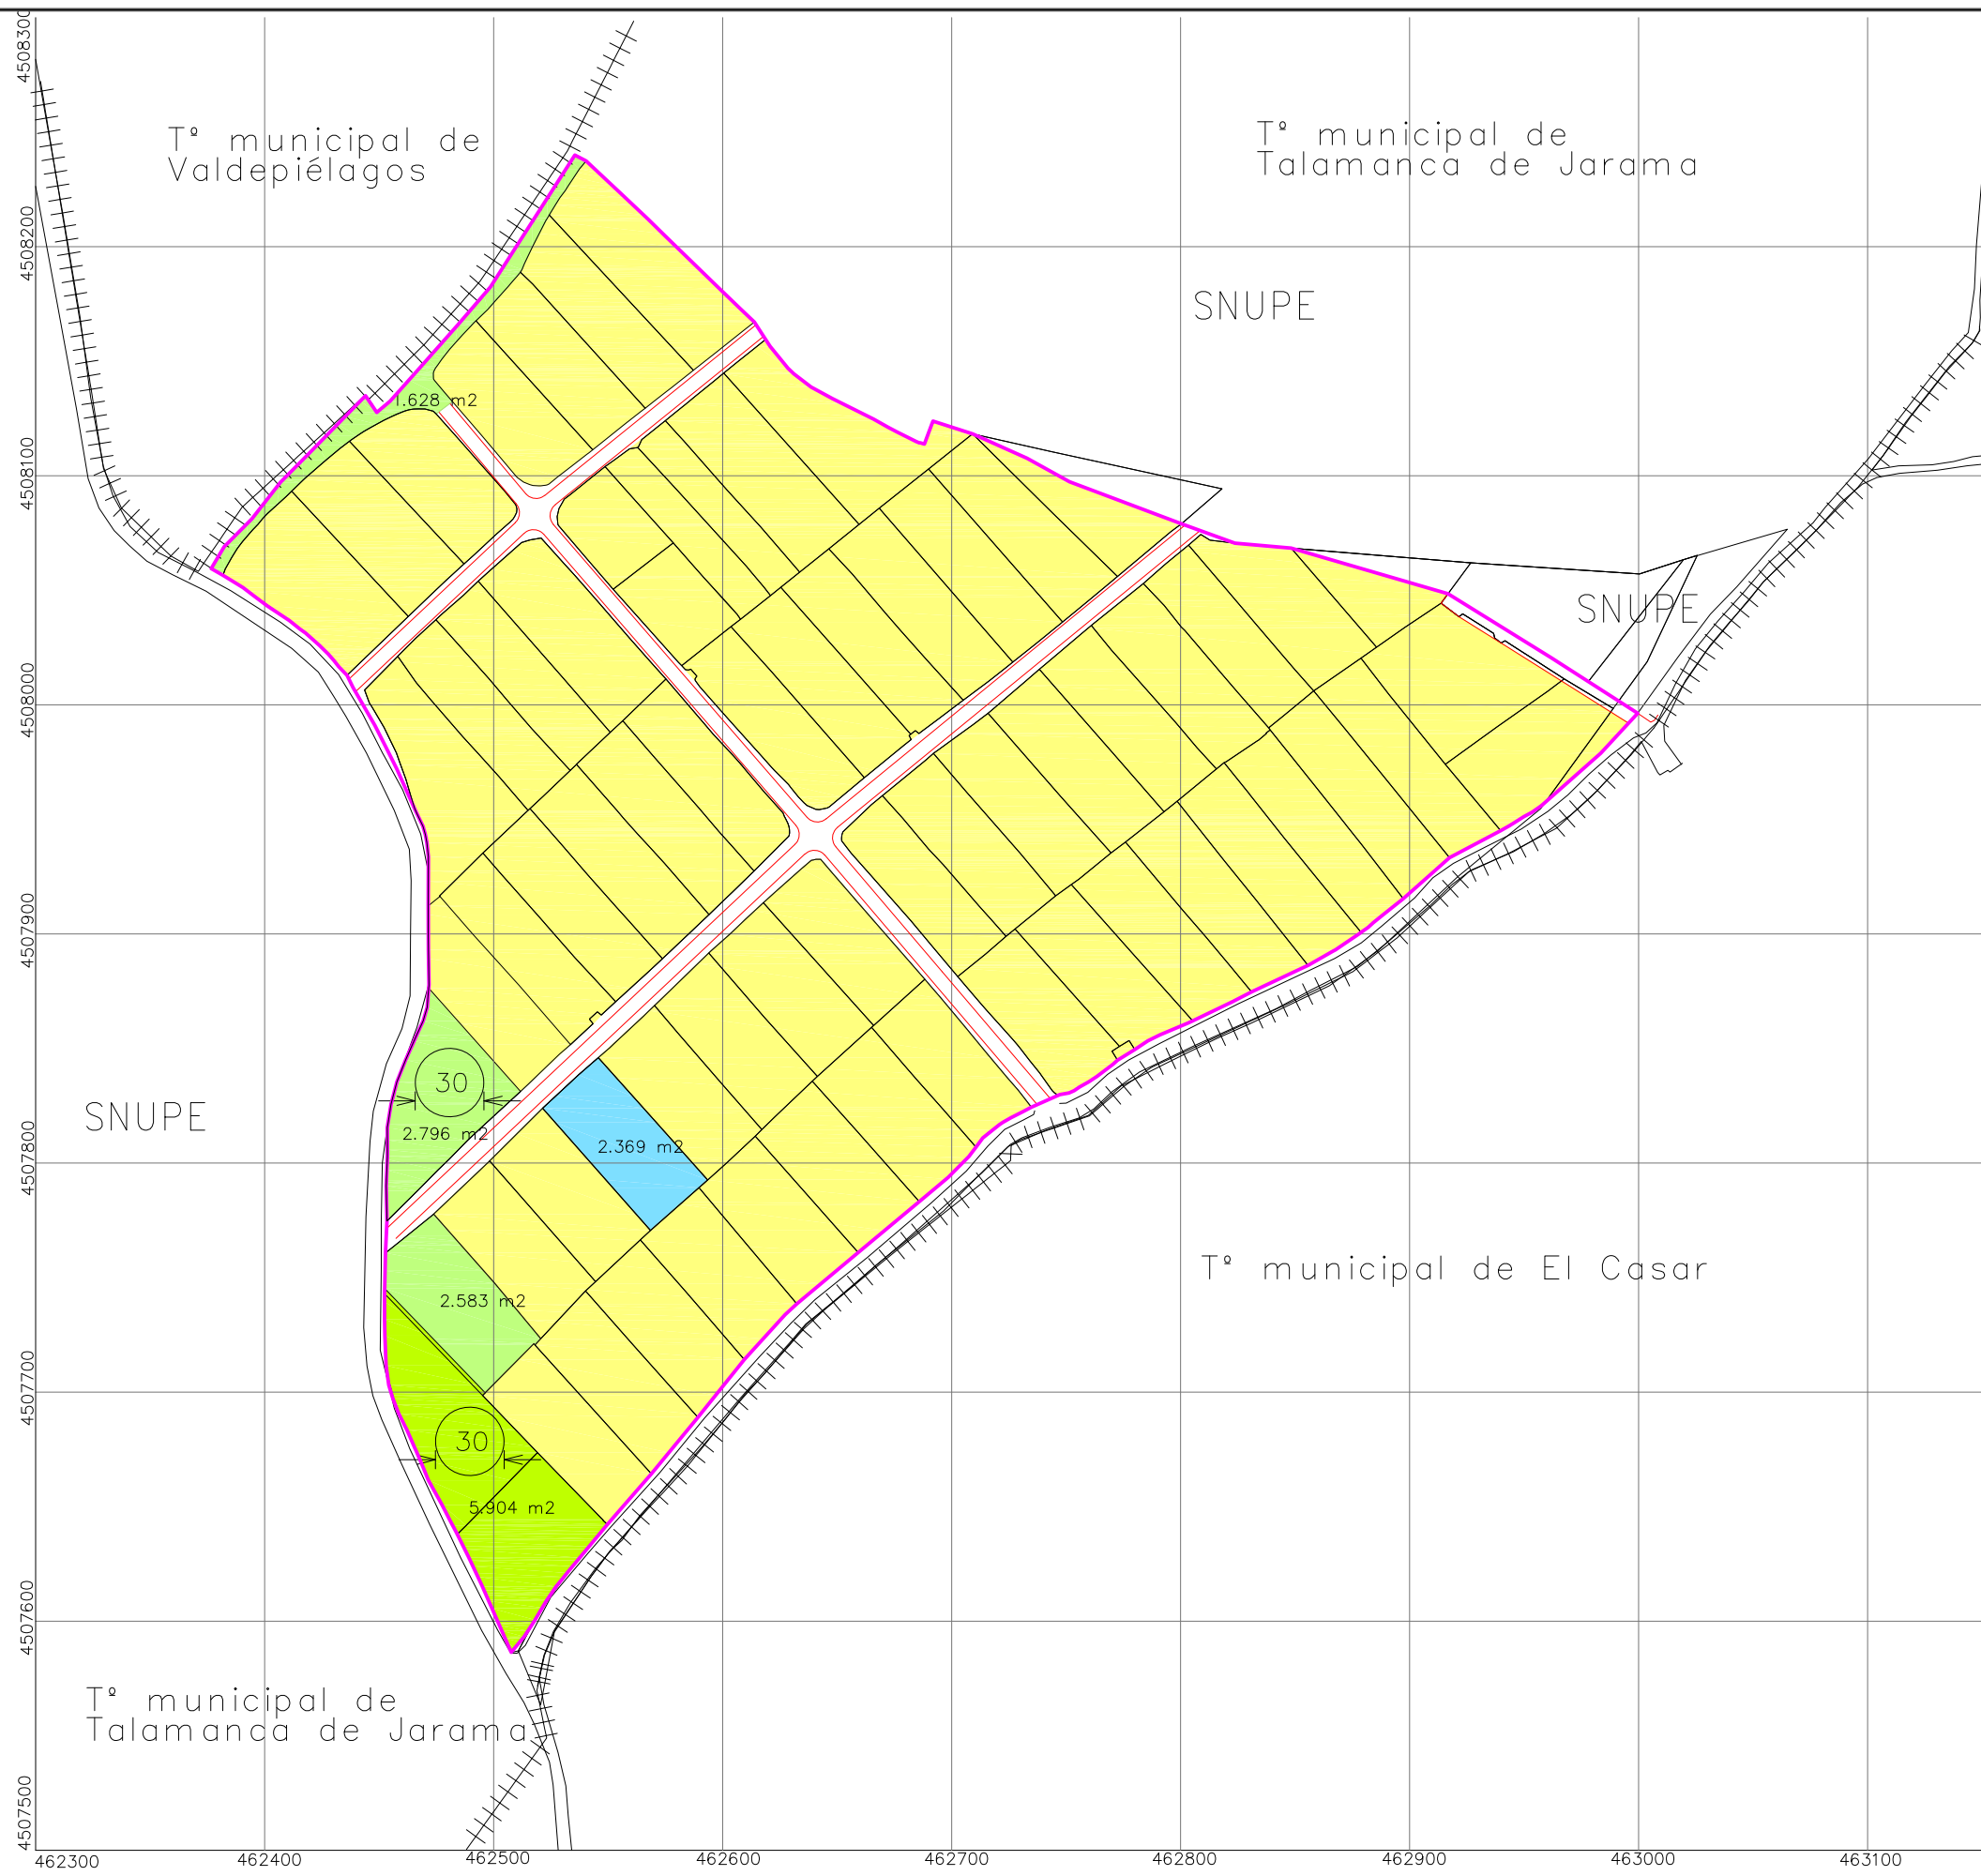 4508300
Tº municipal de
Valdepiélagos
Tº municipal de
Talamanca de Jarama
4508200
SNUPE
1.628 m2
4508100
SNUPE
4508000
4507900
30
SNUPE
2.796 m2
2.369 m2
4507800
Tº municipal de El Casar
2.583 m2
4507700
30
5.904 m2
4507600
Tº municipal de
Talamanca de Jarama
4507500
462300 462400 462500 462600 462700 462800 462900 463000 463100